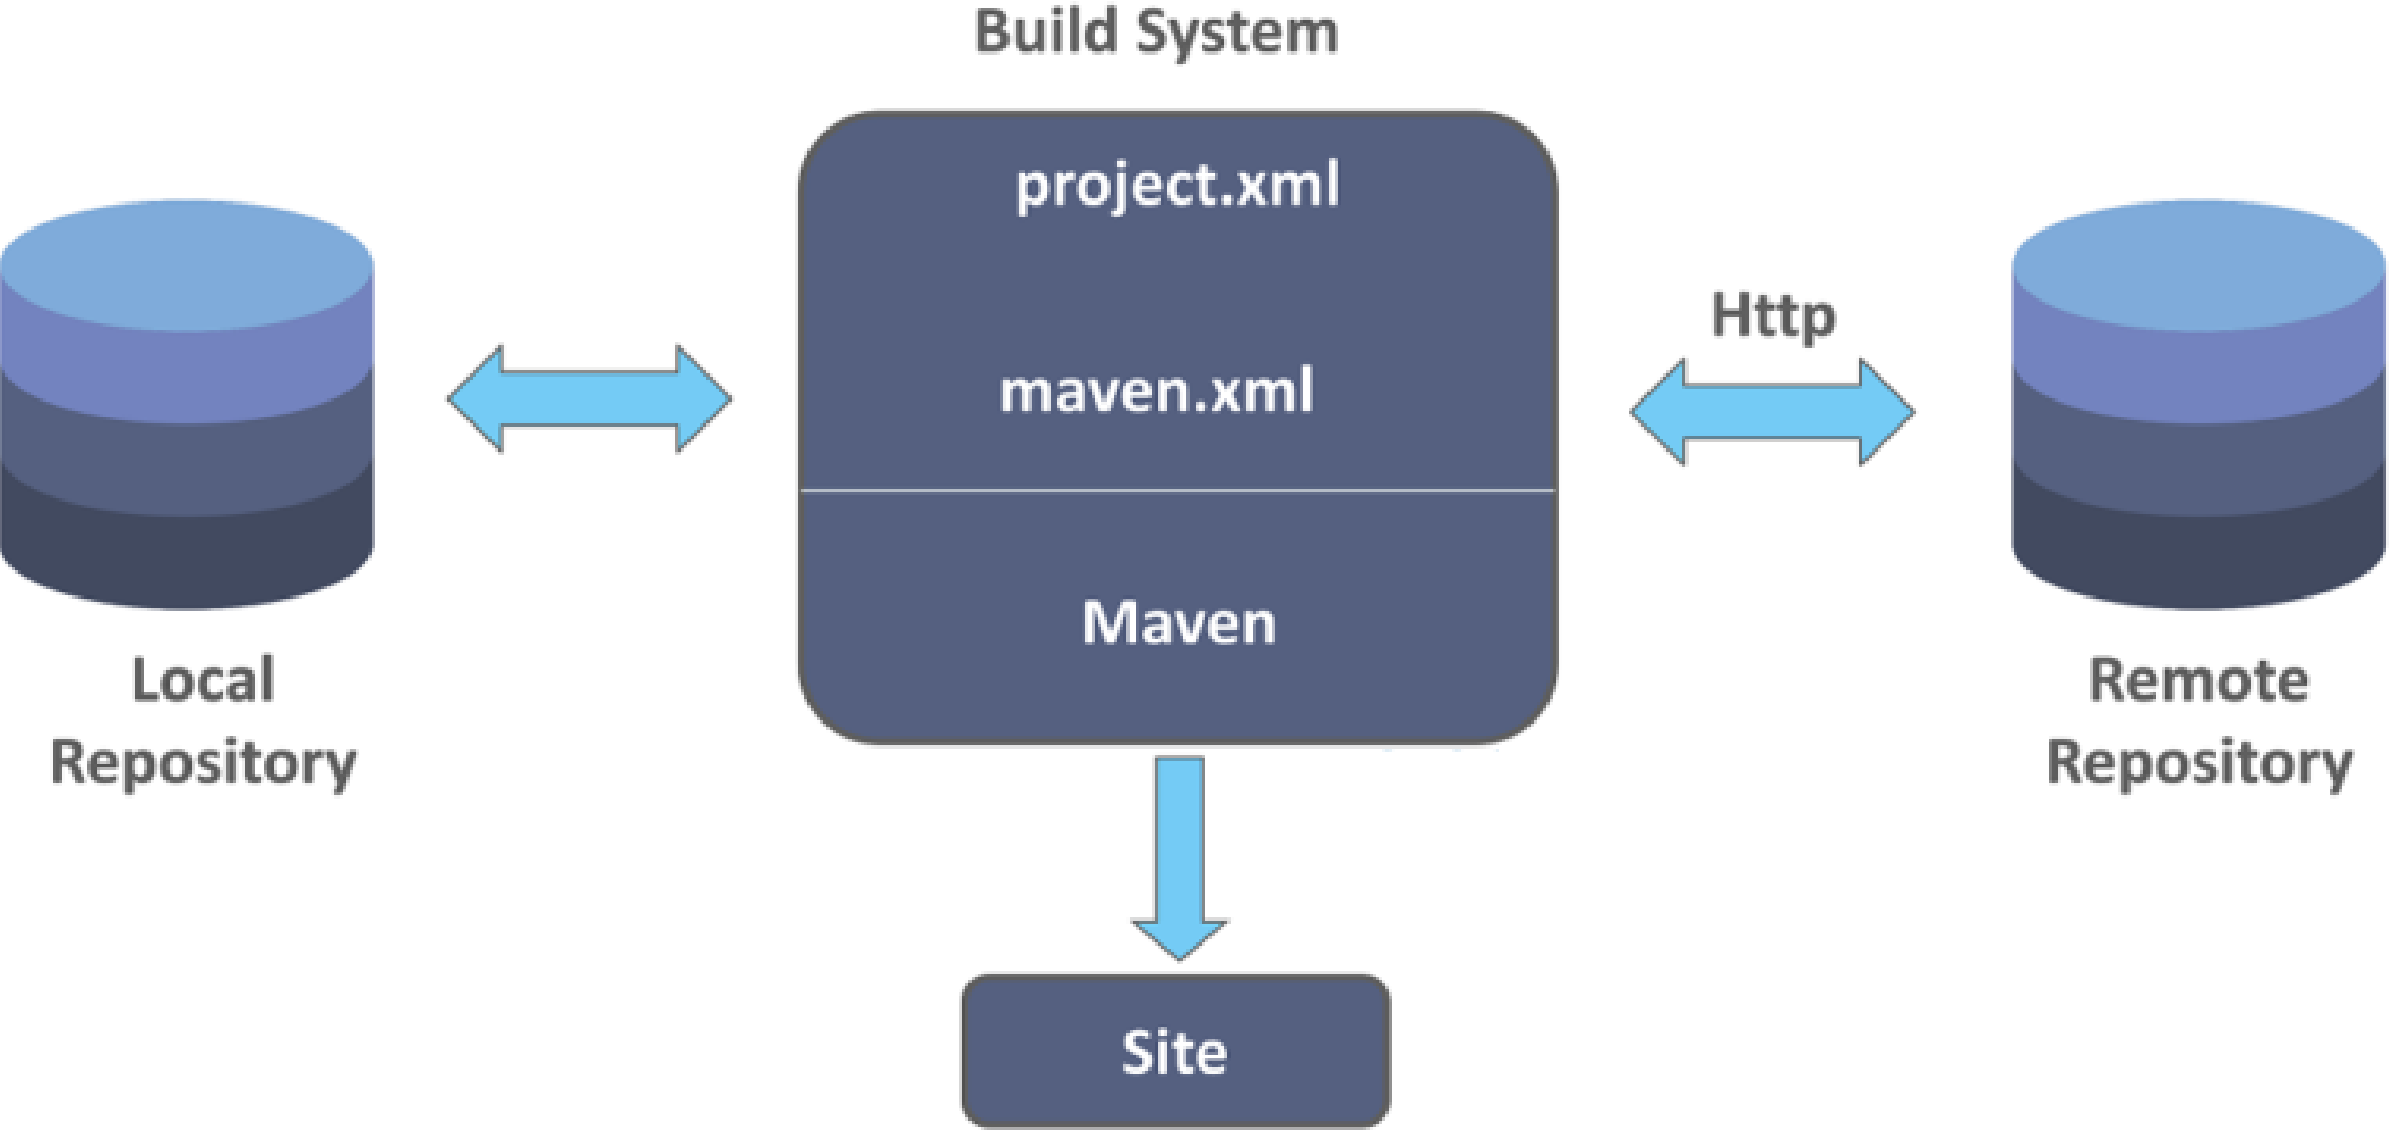 Build System
project.xml
maven.xml
Maven
Http
Local
Repository
Remote
Repository
Site